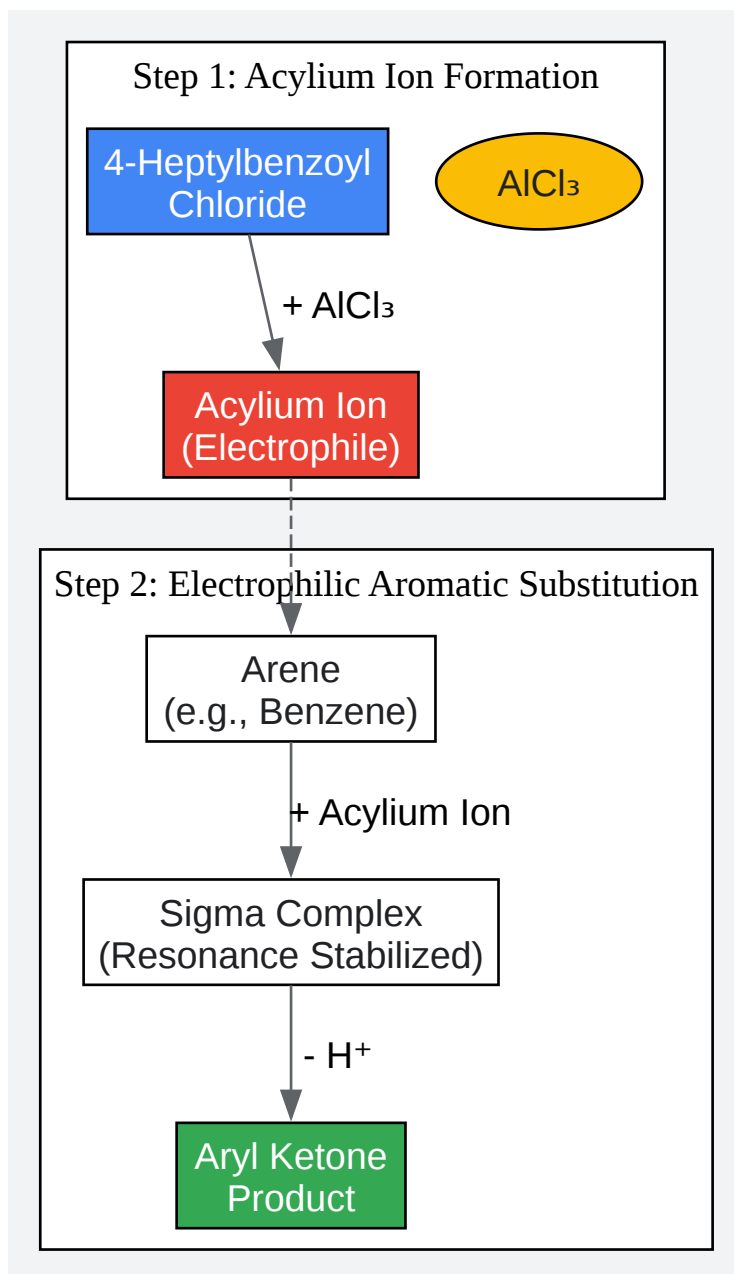 Step 1: Acylium Ion Formation
4-Heptylbenzoyl
Chloride
AlCl₃
+ AlCl₃
Acylium Ion
(Electrophile)
Step 2: Electrophilic Aromatic Substitution
Arene
(e.g., Benzene)
+ Acylium Ion
Sigma Complex
(Resonance Stabilized)
- H⁺
Aryl Ketone
Product